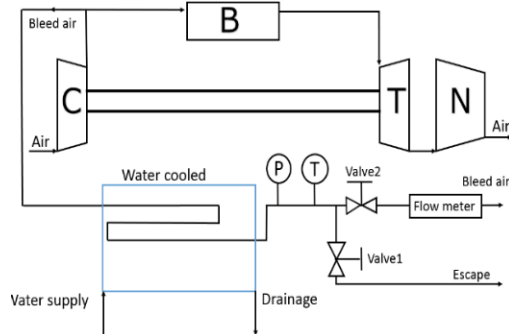 Bleed air
B
C
T
N
Air
Air
Water cooled
P
T
Valve2
Bleed air
Flow meter
Valve1
Escape
Vater supply
Drainage